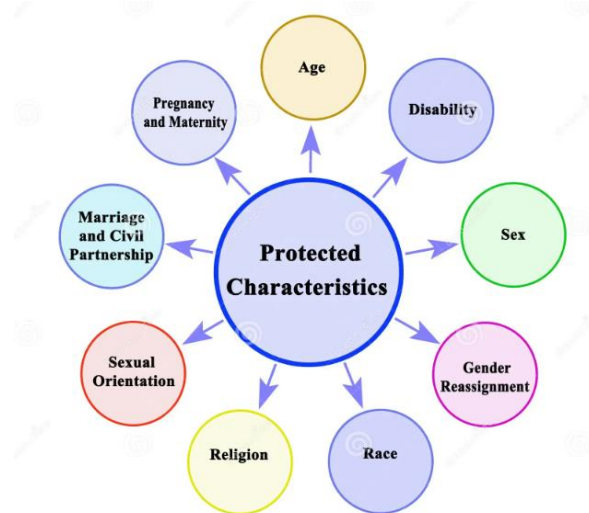 Age
Disability
Sex
Gender
Reassignment
Race
Religion
Sexual
Orientation
Marriage
and Civil
Partnership
Pregnancy
and Maternity
Protected
Characteristics